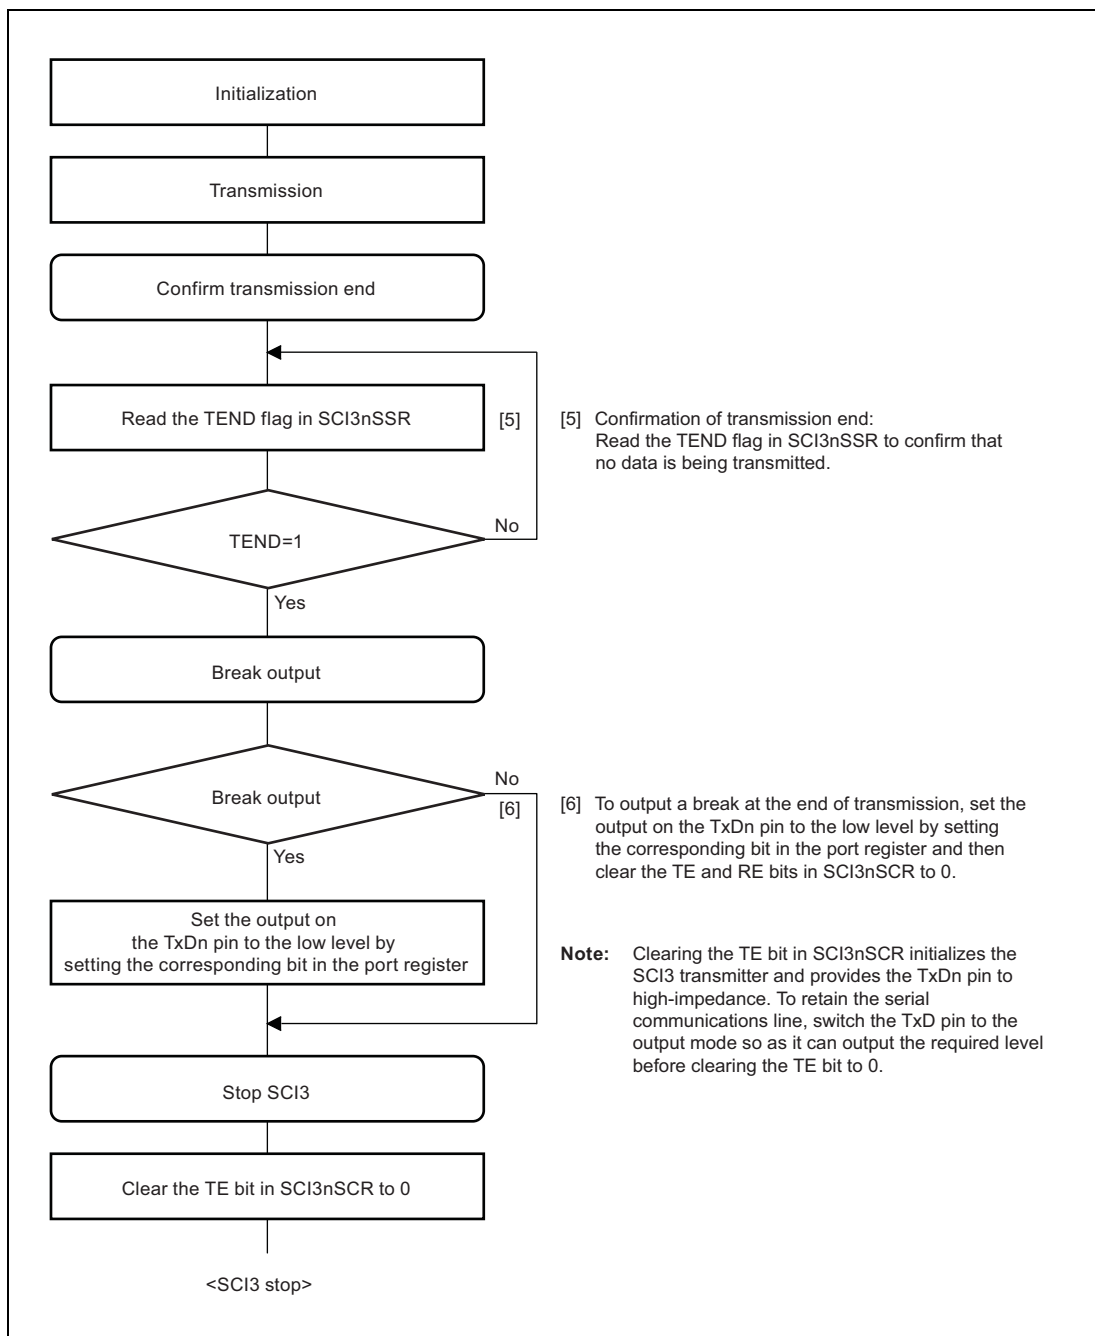 Initialization
Transmission
Confirm transmission end
Read the TEND flag in SCI3nSSR
[5]
[5] Confirmation of transmission end:
Read the TEND flag in SCI3nSSR to confirm that
no data is being transmitted.
TEND=1
No
Yes
Break output
Break output
No
[6]
[6] To output a break at the end of transmission, set the
output on the TxDn pin to the low level by setting
the corresponding bit in the port register and then
clear the TE and RE bits in SCI3nSCR to 0.
Yes
Set the output on
the TxDn pin to the low level by
setting the corresponding bit in the port register
Note: Clearing the TE bit in SCI3nSCR initializes the
SCI3 transmitter and provides the TxDn pin to
high-impedance. To retain the serial
communications line, switch the TxD pin to the
output mode so as it can output the required level
before clearing the TE bit to 0.
Stop SCI3
Clear the TE bit in SCI3nSCR to 0
<SCI3 stop>